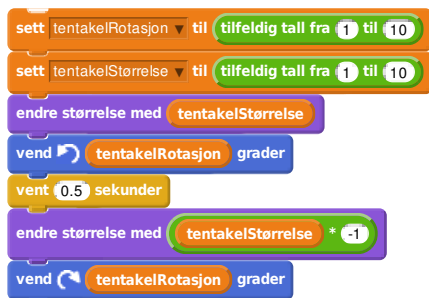 sett tentakelRotasjon til tilfeldig tall fra 1 til 10
sett tentakelStørrelse til tilfeldig tall fra 1 til 10
endre størrelse med tentakelStørrelse
vend tentakelRotasjon grader
vent 0.5 sekunder
endre størrelse med tentakelStørrelse * -1
vend tentakelRotasjon grader